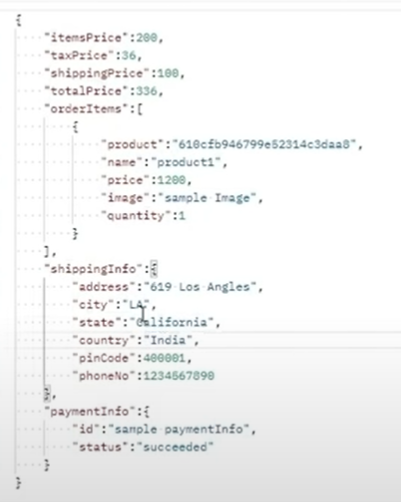 {
"itemsPrice":200,
"taxPrice":36,
"shippingPrice":100,
"totalPrice":336,
"orderItems":[
{
"product":"610cfb946799e52314c3daa8",
"name":"product1",
"price":1200,
"image":"sample Image",
"quantity":1
}
],
"shippingInfo":{
"address":"619 Los Angles",
"city":"LA",
"state":"California",
"country":"India",
"pinCode":400001,
"phoneNo":1234567890
},
"paymentInfo":{
"id":"sample paymentInfo",
"status":"succeeded"
}
}